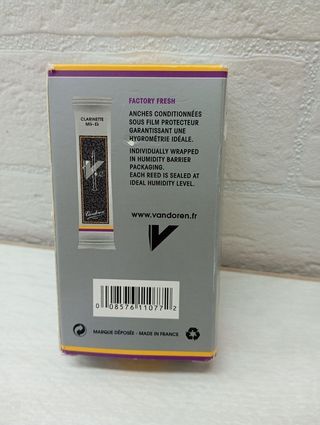 FACTORY FRESH
CLARINETTE
MIb-Eb
ANCHES CONDITIONNÉES
SOUS FILM PROTECTEUR
GARANTISSANT UNE
HYGROMÉTRIE IDÉALE.
INDIVIDUALLY WRAPPED
IN HUMIDITY BARRIER
PACKAGING.
EACH REED IS SEALED AT
IDEAL HUMIDITY LEVEL.
V
Vandoren
www.vandoren.fr
V
0 08576 11077 2
MARQUE DÉPOSÉE - MADE IN FRANCE